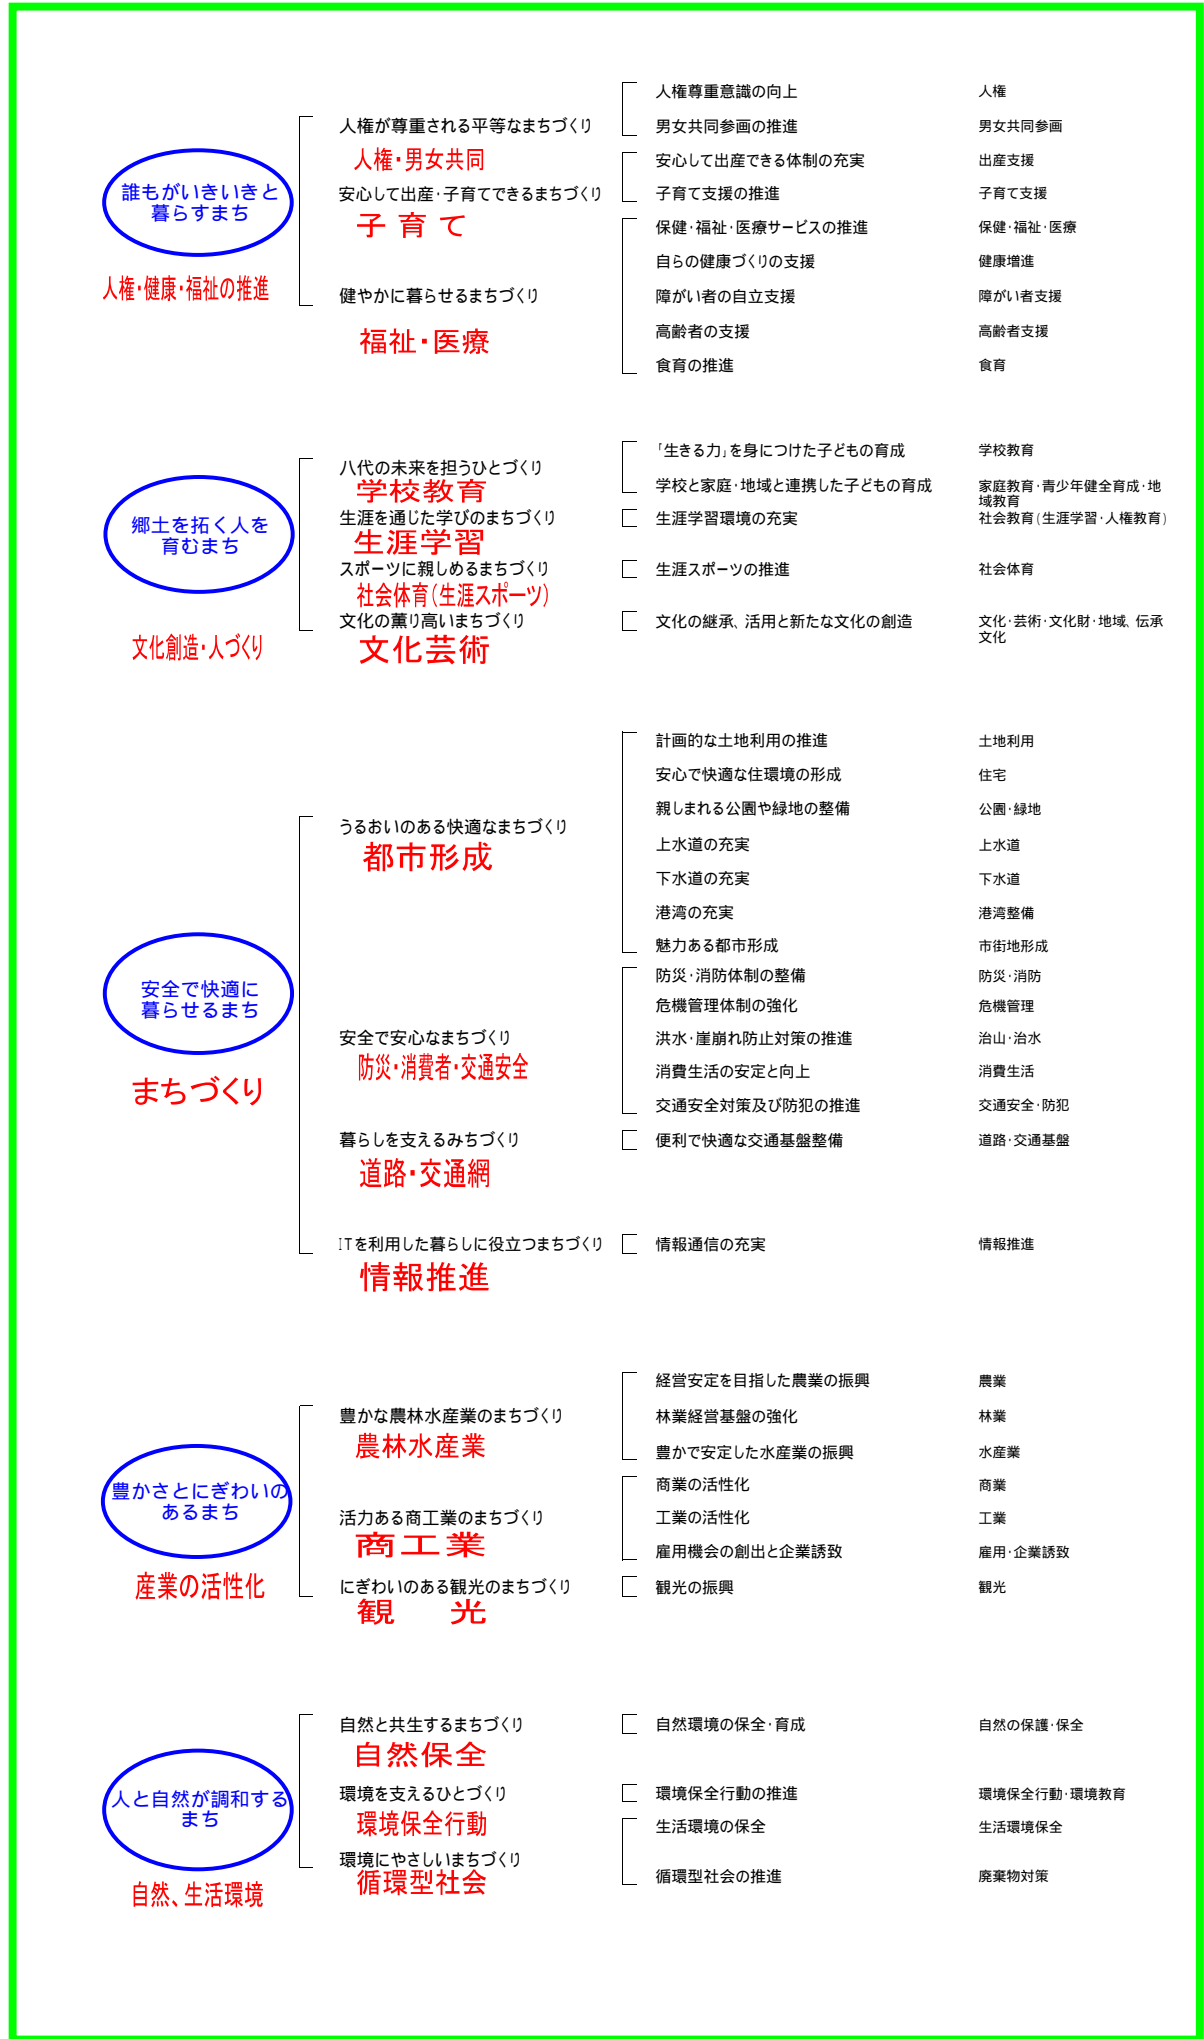 誰もがいきいきと
暮らすまち
人権・健康・福祉の推進
人権が尊重される平等なまちづくり
人権・男女共同
人権尊重意識の向上 人権
男女共同参画の推進 男女共同参画
安心して出産・子育てできるまちづくり
子 育 て
安心して出産できる体制の充実 出産支援
子育て支援の推進 子育て支援
健やかに暮らせるまちづくり
福祉・医療
保健・福祉・医療サービスの推進 保健・福祉・医療
自らの健康づくりの支援 健康増進
障がい者の自立支援 障がい者支援
高齢者の支援 高齢者支援
食育の推進 食育
郷土を拓く人を
育むまち
文化創造・人づくり
八代の未来を担うひとづくり
学校教育
「生きる力」を身につけた子どもの育成 学校教育
学校と家庭・地域と連携した子どもの育成 家庭教育・青少年健全育成・地
域教育
生涯を通じた学びのまちづくり
生涯学習
生涯学習環境の充実 社会教育(生涯学習・人権教育)
スポーツに親しめるまちづくり
社会体育(生涯スポーツ)
生涯スポーツの推進 社会体育
文化の薫り高いまちづくり
文化芸術
文化の継承、活用と新たな文化の創造 文化・芸術・文化財・地域、伝承
文化
安全で快適に
暮らせるまち
まちづくり
うるおいのある快適なまちづくり
都市形成
計画的な土地利用の推進 土地利用
安心で快適な住環境の形成 住宅
親しまれる公園や緑地の整備 公園・緑地
上水道の充実 上水道
下水道の充実 下水道
港湾の充実 港湾整備
魅力ある都市形成 市街地形成
安全で安心なまちづくり
防災・消費者・交通安全
防災・消防体制の整備 防災・消防
危機管理体制の強化 危機管理
洪水・崖崩れ防止対策の推進 治山・治水
消費生活の安定と向上 消費生活
交通安全対策及び防犯の推進 交通安全・防犯
暮らしを支えるみちづくり
道路・交通網
便利で快適な交通基盤整備 道路・交通基盤
ITを利用した暮らしに役立つまちづくり
情報推進
情報通信の充実 情報推進
豊かさとにぎわいの
あるまち
産業の活性化
豊かな農林水産業のまちづくり
農林水産業
経営安定を目指した農業の振興 農業
林業経営基盤の強化 林業
豊かで安定した水産業の振興 水産業
活力ある商工業のまちづくり
商工業
商業の活性化 商業
工業の活性化 工業
雇用機会の創出と企業誘致 雇用・企業誘致
にぎわいのある観光のまちづくり
観 光
観光の振興 観光
人と自然が調和する
まち
自然、生活環境
自然と共生するまちづくり
自然保全
自然環境の保全・育成 自然の保護・保全
環境を支えるひとづくり
環境保全行動
環境保全行動の推進 環境保全行動・環境教育
環境にやさしいまちづくり
循環型社会
生活環境の保全 生活環境保全
循環型社会の推進 廃棄物対策